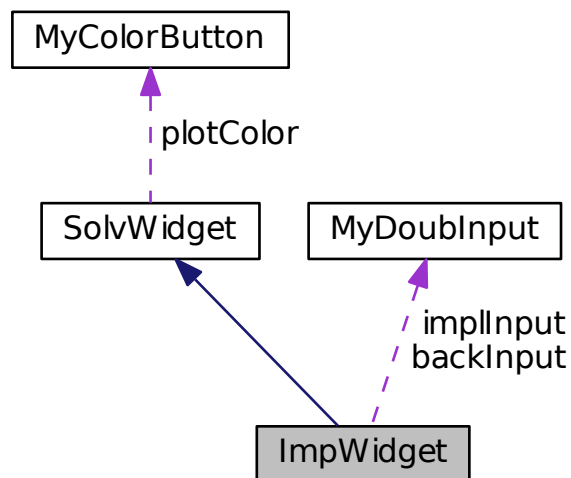 MyColorButton
plotColor
SolvWidget
MyDoubInput
implInput
backInput
ImpWidget